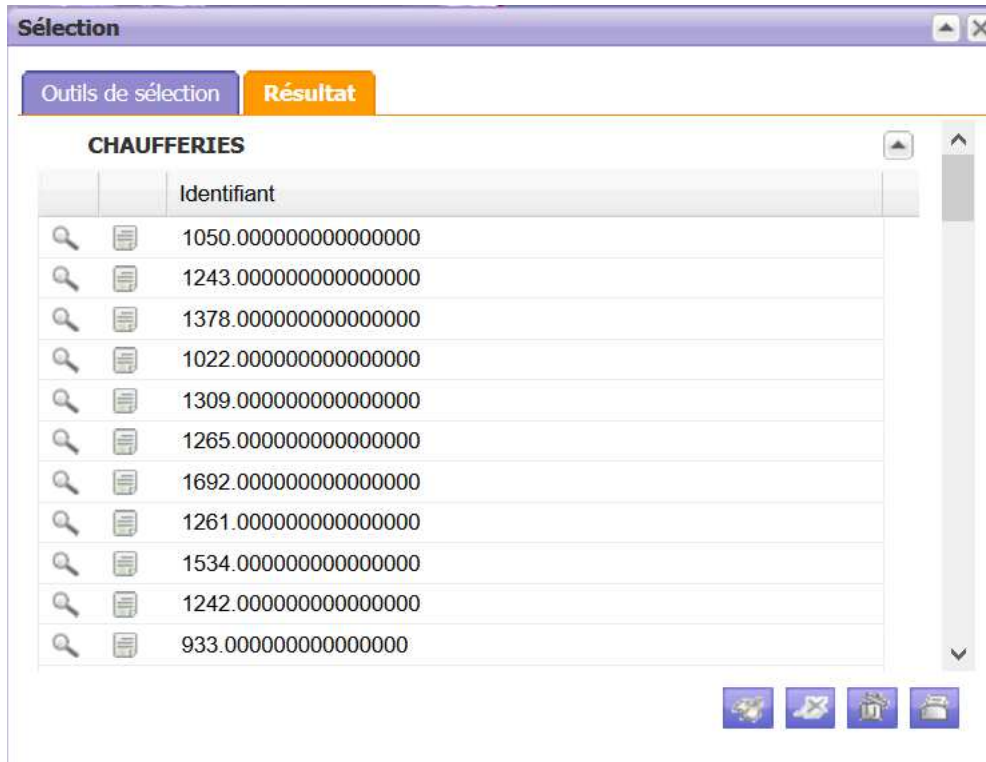 Sélection
Outils de sélection
Résultat
CHAUFFERIES
Identifiant
1050.000000000000000
1243.000000000000000
1378.000000000000000
1022.000000000000000
1309.000000000000000
1265.000000000000000
1692.000000000000000
1261.000000000000000
1534.000000000000000
1242.000000000000000
933.000000000000000